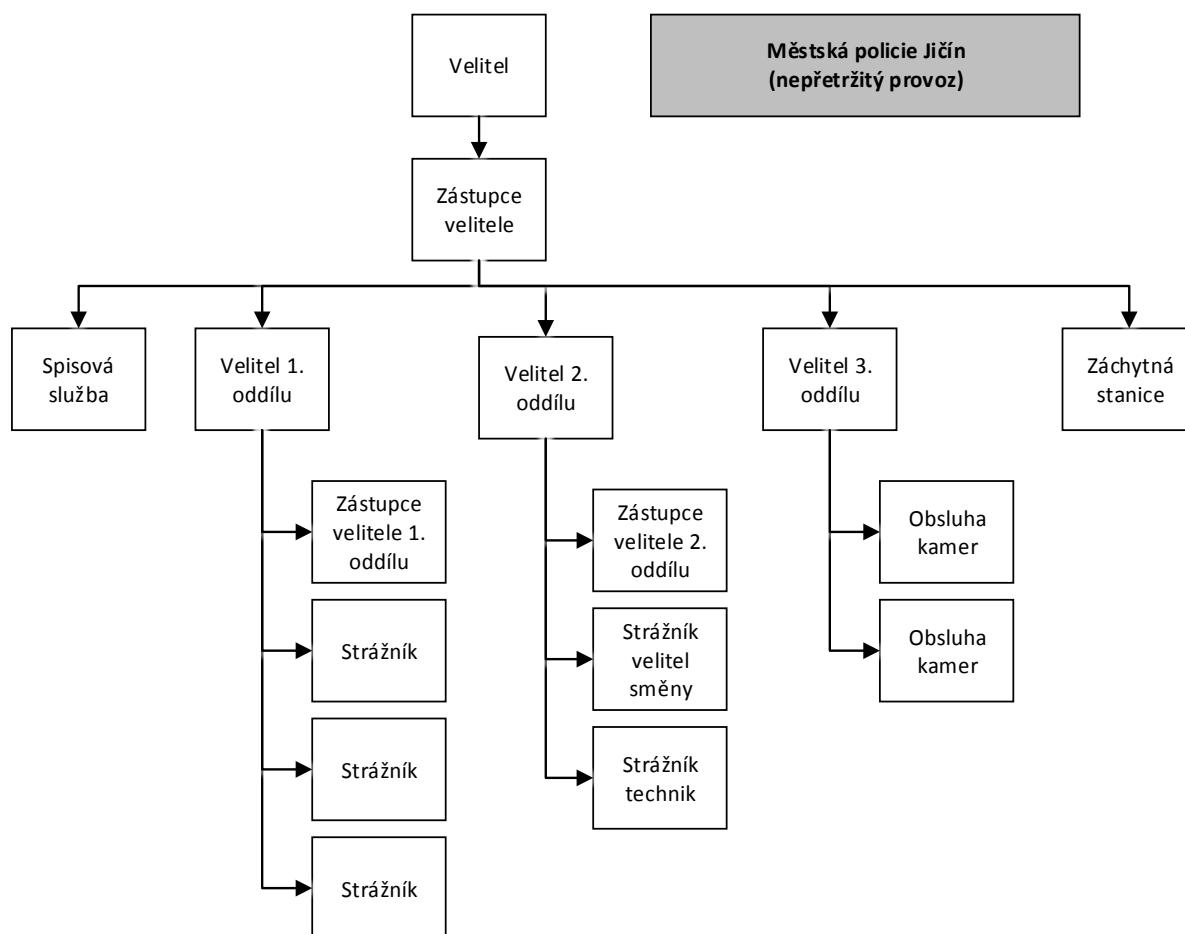 Velitel
Městská policie Jičín
(nepřetržitý provoz)
Zástupce
velitele
Spisová
služba
Velitel 1.
oddílu
Velitel 2.
oddílu
Velitel 3.
oddílu
Záchytná
stanice
Zástupce
velitele 1.
oddílu
Strážník
Strážník
Strážník
Zástupce
velitele 2.
oddílu
Strážník
velitel
směny
Strážník
technik
Obsluha
kamer
Obsluha
kamer